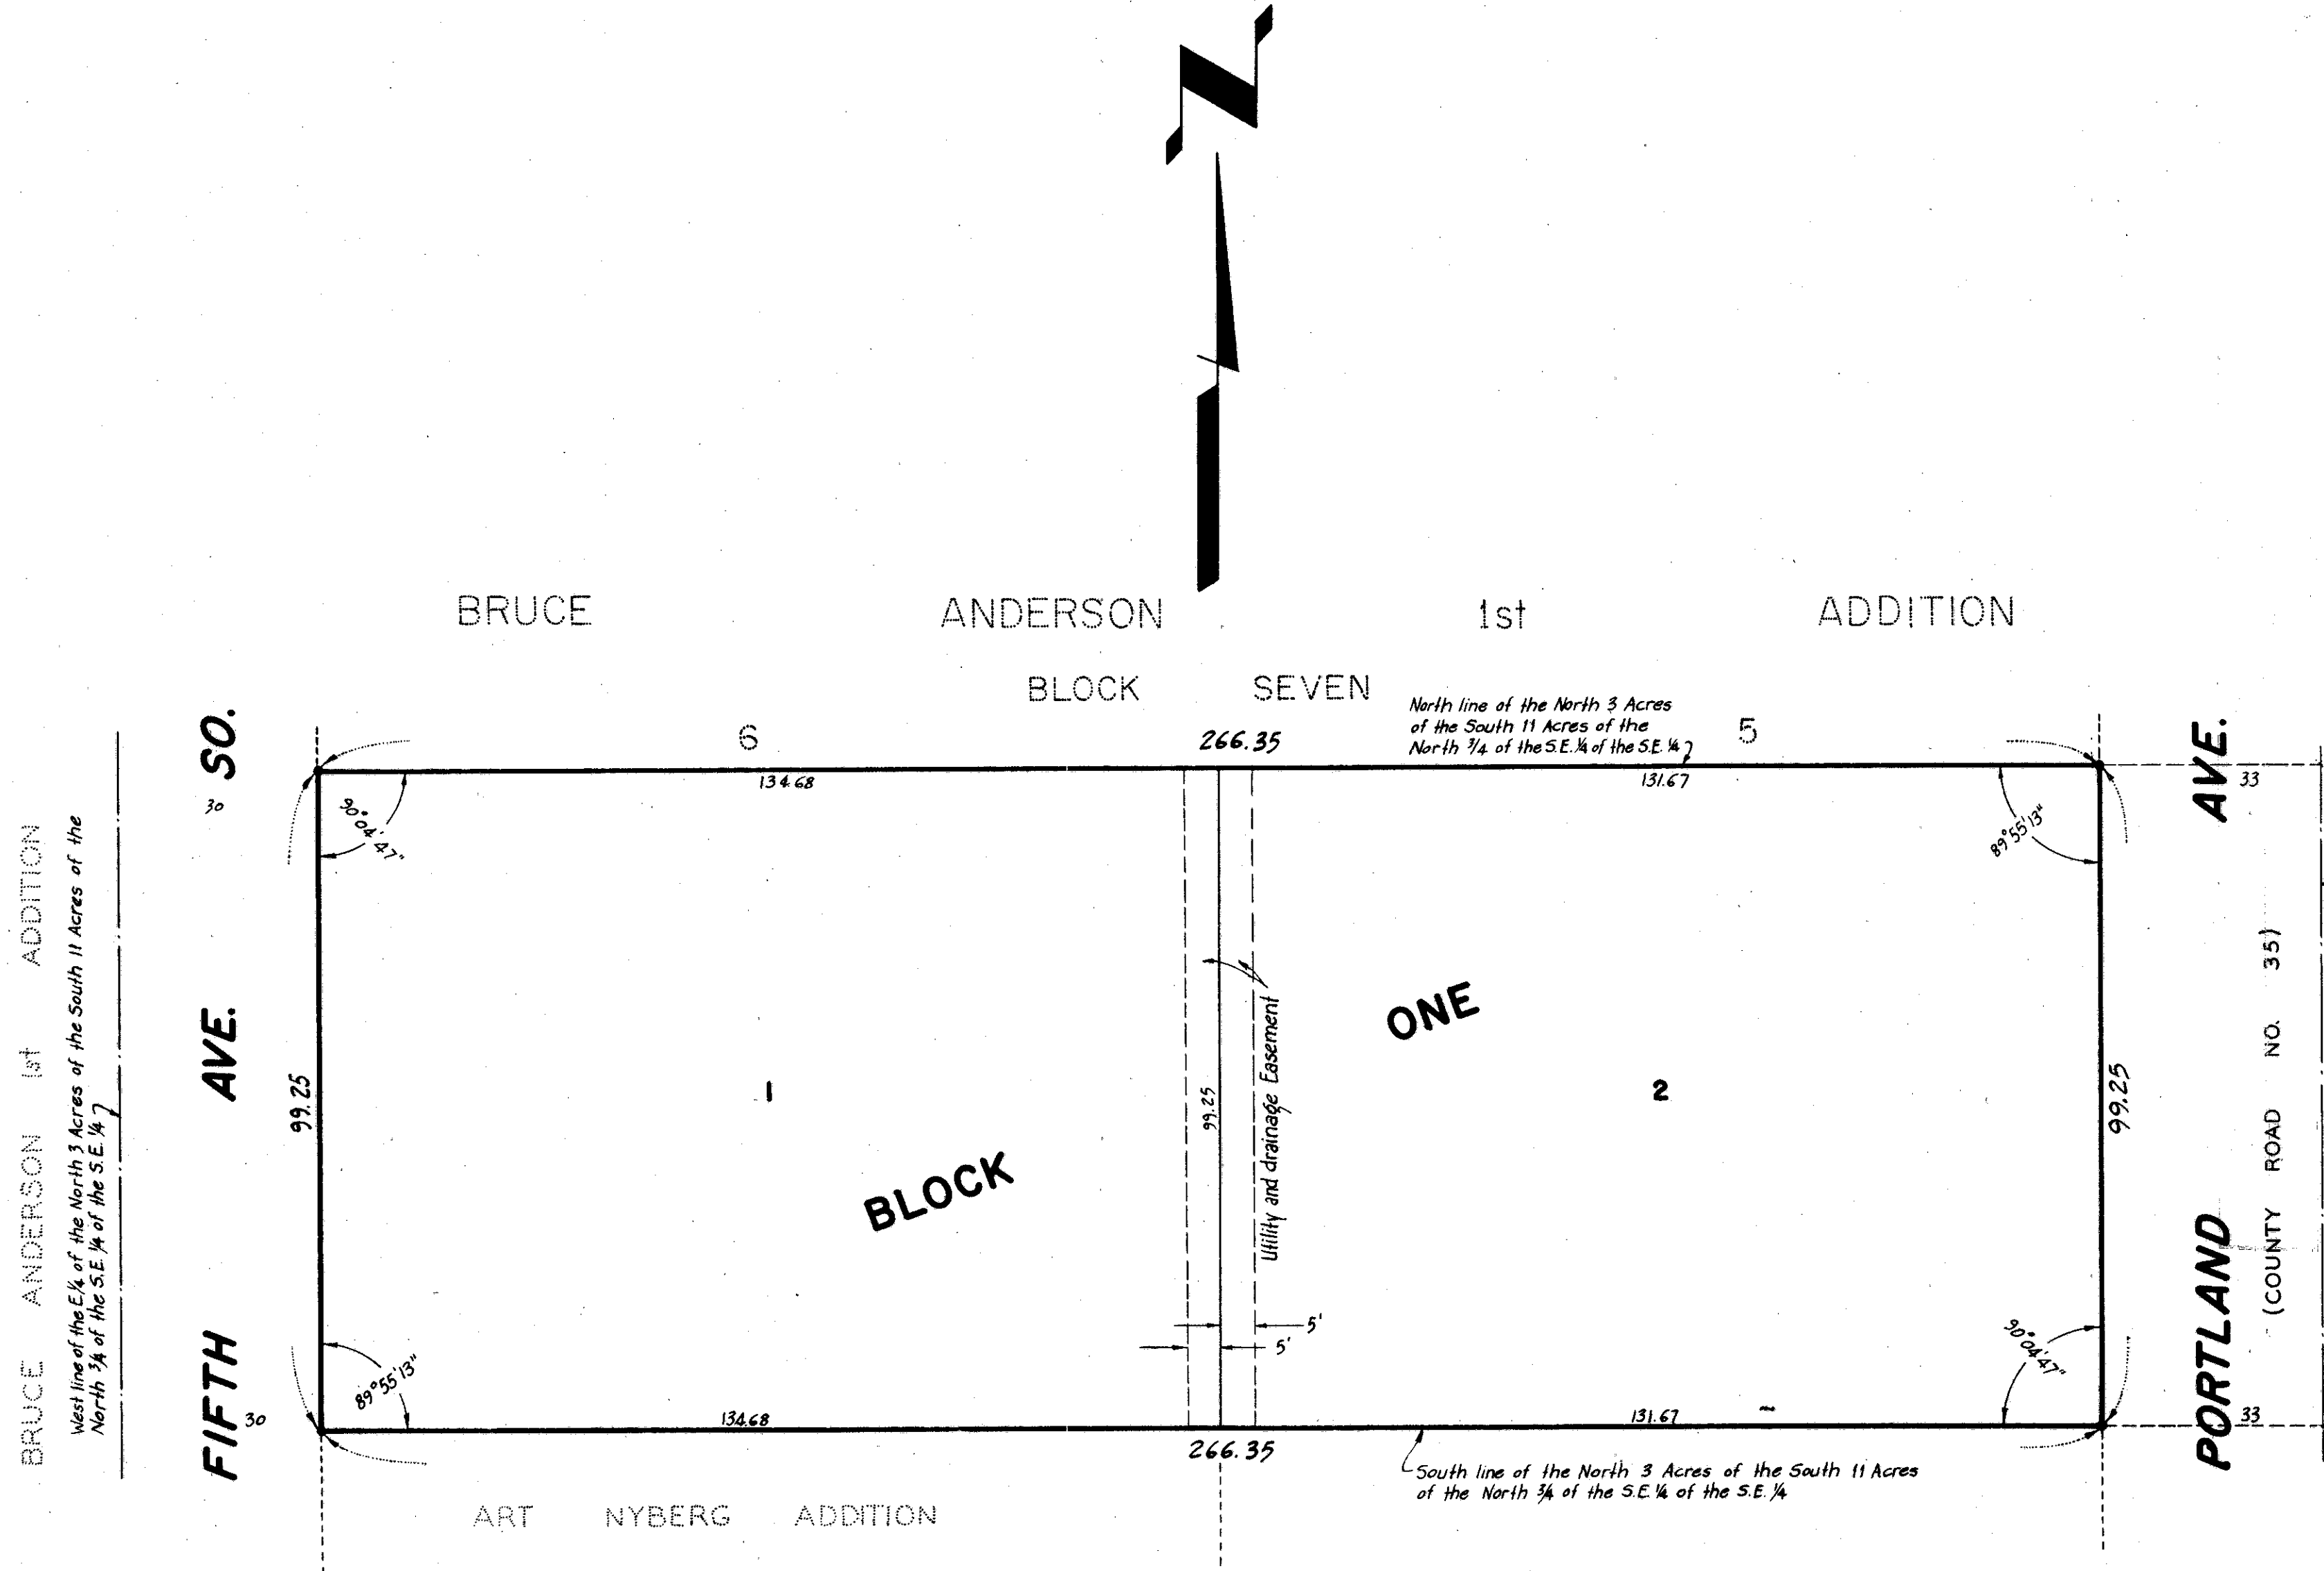 N
BRUCE ANDERSON 1st ADDITION
BLOCK SEVEN
North line of the North 3 Acres
of the South 11 Acres of the
North 3/4 of the S.E. 1/4 of the S.E. 1/4
6
266.35
5
134.68
131.67
33
30
90°04'47"
89°55'13"
BRUCE ANDERSON 1st ADDITION
West line of the E. 1/4 of the North 3 Acres of the South 11 Acres of the
North 3/4 of the S.E. 1/4 of the S.E. 1/4
FIFTH AVE. SO.
99.25
1
BLOCK ONE
99.25
Utility and drainage Easement
2
99.25
PORTLAND AVE.
(COUNTY ROAD NO. 35)
5'
5'
89°55'13"
90°04'47"
30
134.68
131.67
33
266.35
South line of the North 3 Acres of the South 11 Acres
of the North 3/4 of the S.E. 1/4 of the S.E. 1/4
ART NYBERG ADDITION